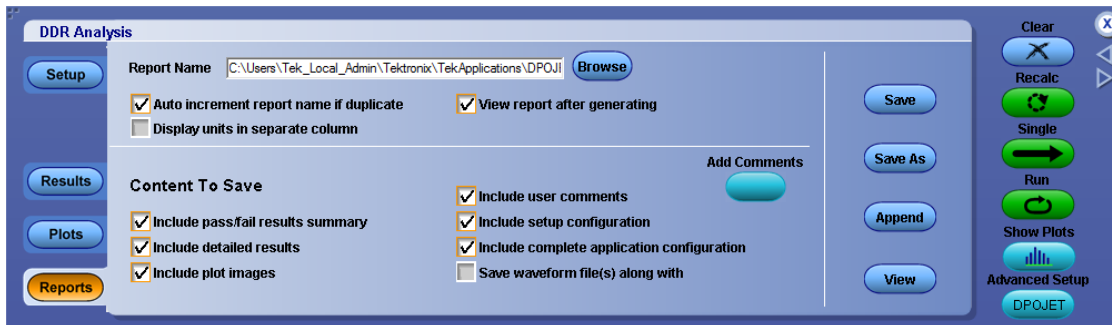 DDR Analysis
Setup
Results
Plots
Reports
Report Name C:\Users\Tek_Local_Admin\Tektronix\TekApplications\DPOJI Browse
Auto increment report name if duplicate
View report after generating
Display units in separate column
Content To Save
Add Comments
Include pass/fail results summary
Include detailed results
Include plot images
Include user comments
Include setup configuration
Include complete application configuration
Save waveform file(s) along with
Save
Save As
Append
View
Clear
X
Recalc
Single
Run
Show Plots
Advanced Setup
DPOJET